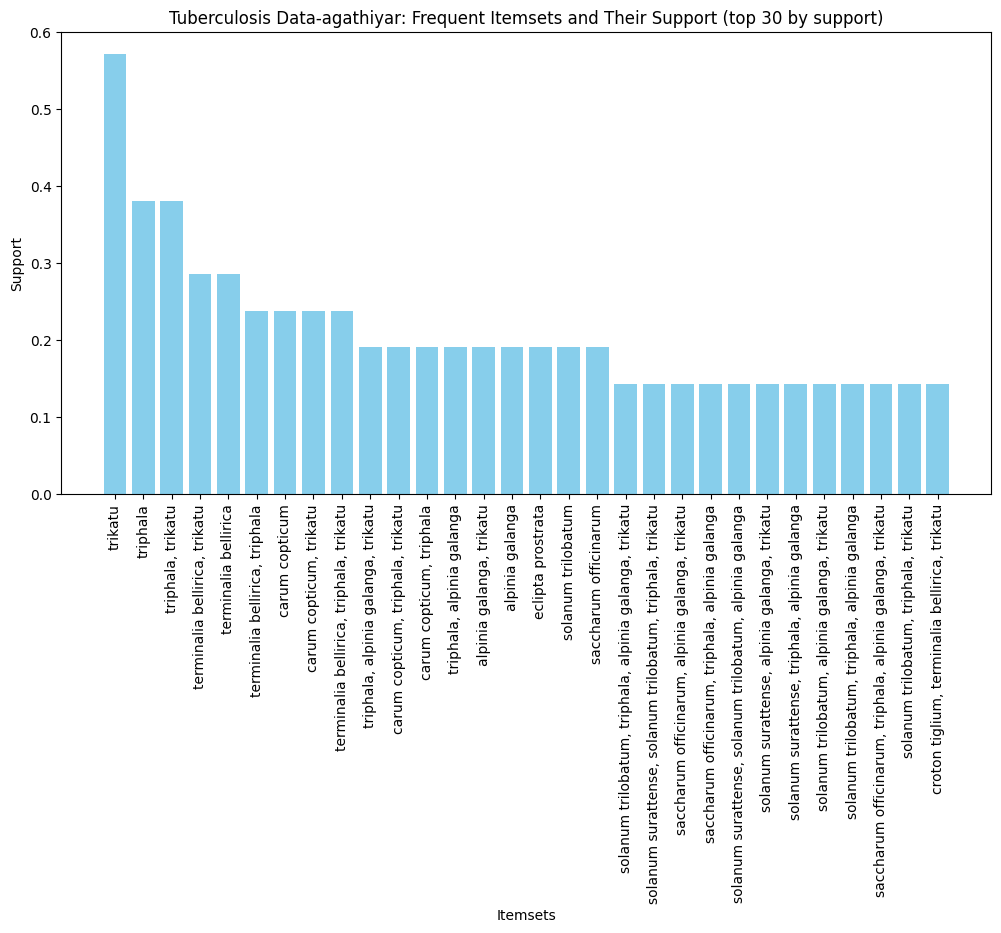 Tuberculosis Data-agathiyar: Frequent Itemsets and Their Support (top 30 by support)
0.6
0.5
0.4
0.3
0.2
0.1
0.0
Support
trikatu
triphala
triphala, trikatu
terminalia bellirica, trikatu
terminalia bellirica
terminalia bellirica, triphala
carum copticum
carum copticum, trikatu
terminalia bellirica, triphala, trikatu
triphala, alpinia galanga, trikatu
carum copticum, triphala, trikatu
carum copticum, triphala
triphala, alpinia galanga
alpinia galanga, trikatu
alpinia galanga
eclipta prostrata
solanum trilobatum
saccharum officinarum
solanum trilobatum, triphala, alpinia galanga, trikatu
solanum surattense, solanum trilobatum, triphala, trikatu
saccharum officinarum, alpinia galanga, trikatu
saccharum officinarum, triphala, alpinia galanga
solanum surattense, solanum trilobatum, alpinia galanga
solanum surattense, alpinia galanga, trikatu
solanum surattense, triphala, alpinia galanga
solanum trilobatum, alpinia galanga, trikatu
solanum trilobatum, triphala, alpinia galanga
saccharum officinarum, triphala, alpinia galanga, trikatu
solanum trilobatum, triphala, trikatu
croton tiglium, terminalia bellirica, trikatu
Itemsets